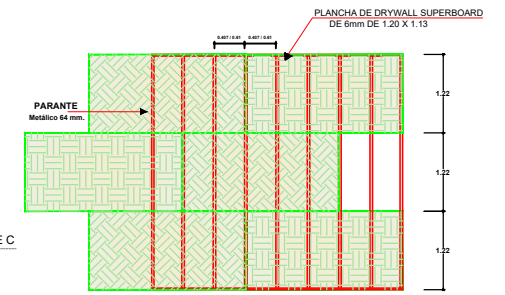 PLANCHA DE DRYWALL SUPERBOARD
DE 6mm DE 1.20 X 1.13
0.407 / 0.61 0.407 / 0.61
PARANTE
Metálico 64 mm.
1.22
1.22
1.22
E C